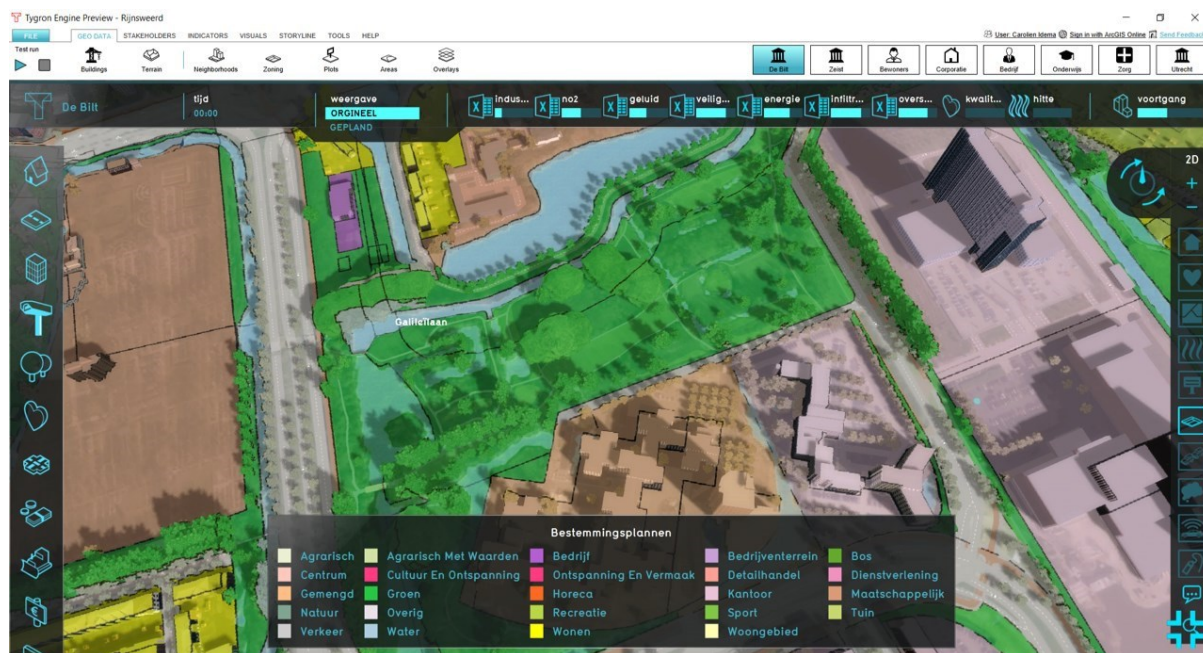 Tygron Engine Preview - Rijnsweerd
FILE GEO DATA STAKEHOLDERS INDICATORS VISUALS STORYLINE TOOLS HELP
User: Carolien Idema Sign in with ArcGIS Online Send Feedback
Test run
Buildings Terrain Neighborhoods Zoning Plots Areas Overlays
De Bilt Zeist Bewoners Corporatie Bedrijf Onderwijs Zorg Utrecht
De Bilt
tijd
00:00
weergave
ORGINEEL
GEPLAND
indus... no2 geluid veilig... energie infiltr... overs... kwalit... hitte voortgang
2D
Galileïlaan
Bestemmingsplannen
Agrarisch Agrarisch Met Waarden Bedrijf Bedrijventerrein Bos
Centrum Cultuur En Ontspanning Ontspanning En Vermaak Detailhandel Dienstverlening
Gemengd Groen Horeca Kantoor Maatschappelijk
Natuur Overig Recreatie Sport Tuin
Verkeer Water Wonen Woongebied